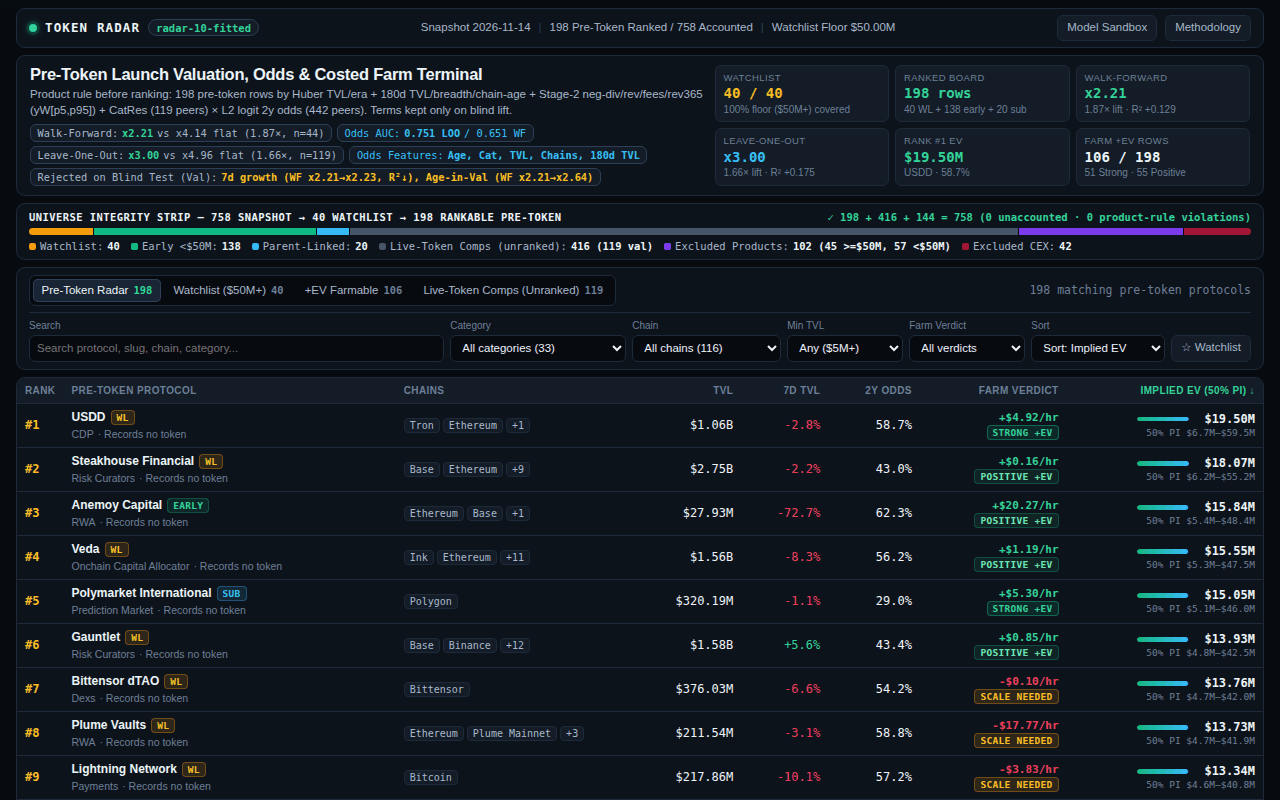 TOKEN RADAR radar-10-fitted Snapshot 2026-11-14 | 198 Pre-Token Ranked / 758 Accounted | Watchlist Floor $50.00M Model Sandbox Methodology
Pre-Token Launch Valuation, Odds & Costed Farm Terminal
Product rule before ranking: 198 pre-token rows by Huber TVL/era + 180d TVL/breadth/chain-age + Stage-2 neg-div/rev/fees/rev365
(yW[p5,p95]) + CatRes (119 peers) × L2 logit 2y odds (442 peers). Terms kept only on blind lift.
Walk-Forward: x2.21 vs x4.14 flat (1.87×, n=44) Odds AUC: 0.751 LOO / 0.651 WF
Leave-One-Out: x3.00 vs x4.96 flat (1.66×, n=119) Odds Features: Age, Cat, TVL, Chains, 180d TVL
Rejected on Blind Test (Val): 7d growth (WF x2.21→x2.23, R²↓), Age-in-Val (WF x2.21→x2.64)
WATCHLIST
40 / 40
100% floor ($50M+) covered
RANKED BOARD
198 rows
40 WL + 138 early + 20 sub
WALK-FORWARD
x2.21
1.87× lift · R² +0.129
LEAVE-ONE-OUT
x3.00
1.66× lift · R² +0.175
RANK #1 EV
$19.50M
USDD · 58.7%
FARM +EV ROWS
106 / 198
51 Strong · 55 Positive
UNIVERSE INTEGRITY STRIP — 758 SNAPSHOT → 40 WATCHLIST → 198 RANKABLE PRE-TOKEN ✓ 198 + 416 + 144 = 758 (0 unaccounted · 0 product-rule violations)
Watchlist: 40 Early <$50M: 138 Parent-Linked: 20 Live-Token Comps (unranked): 416 (119 val) Excluded Products: 102 (45 >=$50M, 57 <$50M) Excluded CEX: 42
Pre-Token Radar 198 Watchlist ($50M+) 40 +EV Farmable 106 Live-Token Comps (Unranked) 119 198 matching pre-token protocols
Search Category Chain Min TVL Farm Verdict Sort
Search protocol, slug, chain, category... All categories (33) All chains (116) Any ($5M+) All verdicts Sort: Implied EV ☆ Watchlist
RANK PRE-TOKEN PROTOCOL CHAINS TVL 7D TVL 2Y ODDS FARM VERDICT IMPLIED EV (50% PI) ↓
#1 USDD WL Tron Ethereum +1 $1.06B -2.8% 58.7% +$4.92/hr $19.50M
CDP · Records no token STRONG +EV 50% PI $6.7M–$59.5M
#2 Steakhouse Financial WL Base Ethereum +9 $2.75B -2.2% 43.0% +$0.16/hr $18.07M
Risk Curators · Records no token POSITIVE +EV 50% PI $6.2M–$55.2M
#3 Anemoy Capital EARLY Ethereum Base +1 $27.93M -72.7% 62.3% +$20.27/hr $15.84M
RWA · Records no token POSITIVE +EV 50% PI $5.4M–$48.4M
#4 Veda WL Ink Ethereum +11 $1.56B -8.3% 56.2% +$1.19/hr $15.55M
Onchain Capital Allocator · Records no token POSITIVE +EV 50% PI $5.3M–$47.5M
#5 Polymarket International SUB Polygon $320.19M -1.1% 29.0% +$5.30/hr $15.05M
Prediction Market · Records no token STRONG +EV 50% PI $5.1M–$46.0M
#6 Gauntlet WL Base Binance +12 $1.58B +5.6% 43.4% +$0.85/hr $13.93M
Risk Curators · Records no token POSITIVE +EV 50% PI $4.8M–$42.5M
#7 Bittensor dTAO WL Bittensor $376.03M -6.6% 54.2% -$0.10/hr $13.76M
Dexs · Records no token SCALE NEEDED 50% PI $4.7M–$42.0M
#8 Plume Vaults WL Ethereum Plume Mainnet +3 $211.54M -3.1% 58.8% -$17.77/hr $13.73M
RWA · Records no token SCALE NEEDED 50% PI $4.7M–$41.9M
#9 Lightning Network WL Bitcoin $217.86M -10.1% 57.2% -$3.83/hr $13.34M
Payments · Records no token SCALE NEEDED 50% PI $4.6M–$40.8M